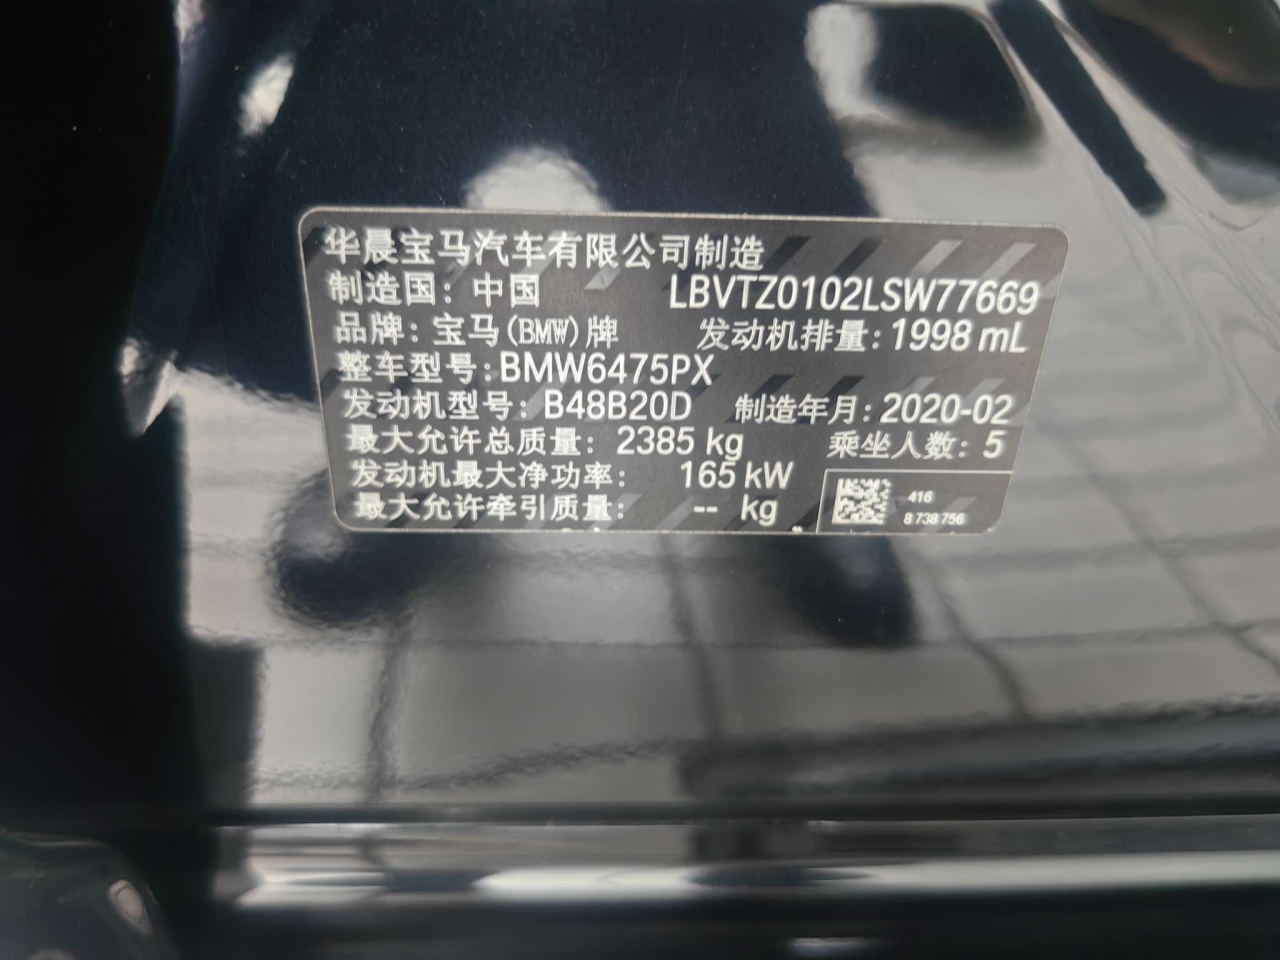 华晨宝马汽车有限公司制造
制造国：中国 LBVTZ0102LSW77669
品牌：宝马(BMW)牌 发动机排量：1998 mL
整车型号：BMW6475PX
发动机型号：B48B20D 制造年月：2020-02
最大允许总质量：2385 kg 乘坐人数：5
发动机最大净功率：165 kW
最大允许牵引质量：-- kg
416
8 738 756